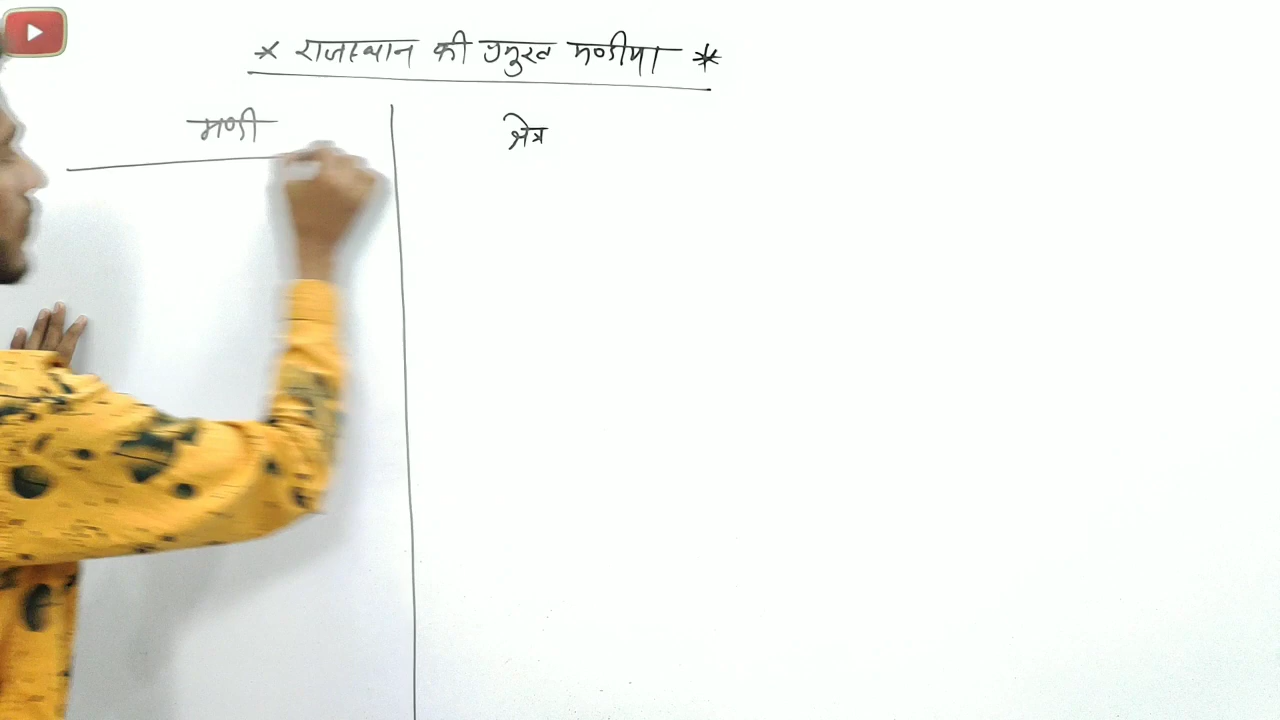 * राजस्थान की प्रमुख मण्डीया *
मण्डी
क्षेत्र